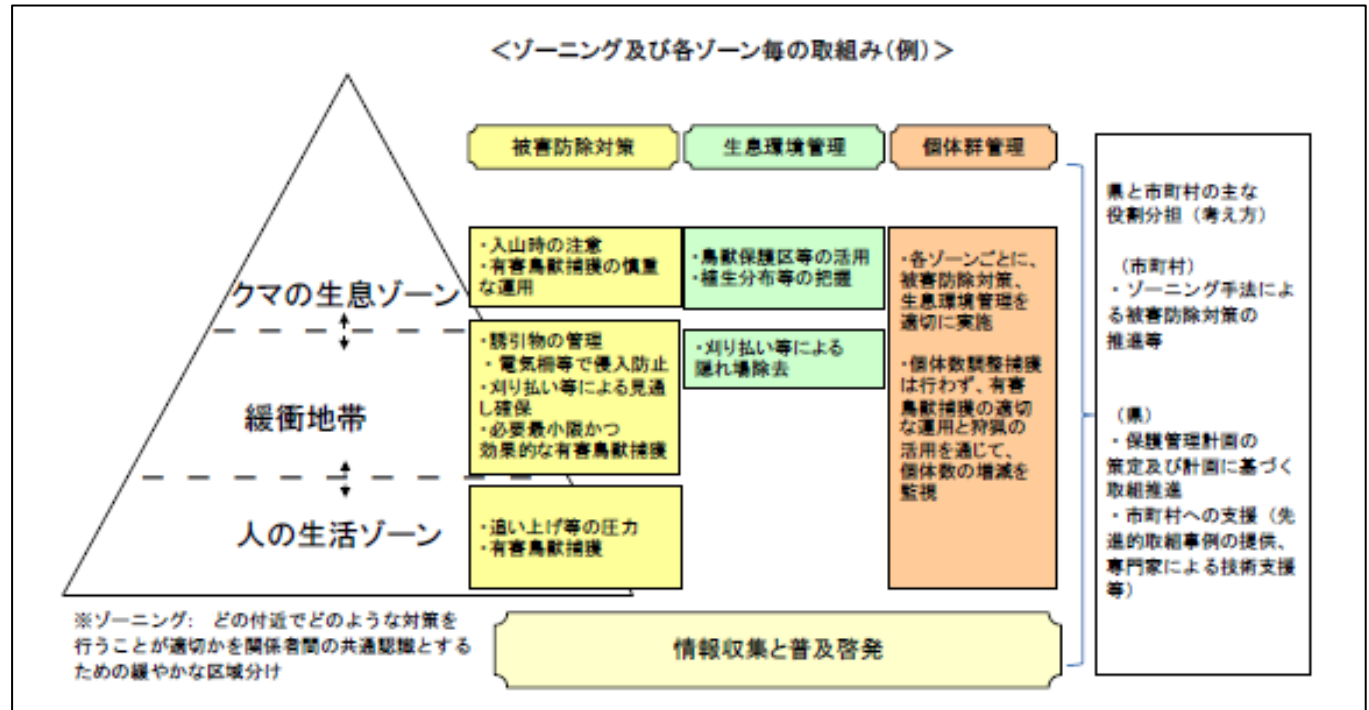 ＜ゾーニング及び各ゾーン毎の取組み（例）＞
被害防除対策
生息環境管理
個体群管理
クマの生息ゾーン
緩衝地帯
人の生活ゾーン
・入山時の注意
・有害鳥獣捕獲の慎重
な運用
・誘引物の管理
・電気柵等で侵入防止
・刈り払い等による見通
し確保
・必要最小限かつ
効果的な有害鳥獣捕獲
・追い上げ等の圧力
・有害鳥獣捕獲
・鳥獣保護区等の活用
・植生分布等の把握
・刈り払い等による
隠れ場除去
・各ゾーンごとに、
被害防除対策、
生息環境管理を
適切に実施
・個体数調整捕獲
は行わず、有害
鳥獣捕獲の適切
な運用と狩猟の
活用を通じて、
個体数の増減を
監視
県と市町村の主な
役割分担（考え方）
（市町村）
・ゾーニング手法によ
る被害防除対策の
推進等
（県）
・保護管理計画の
策定及び計画に基づく
取組推進
・市町村への支援（先
進的取組事例の提供、
専門家による技術支援
等）
※ゾーニング:　どの付近でどのような対策を
行うことが適切かを関係者間の共通認識とする
ための緩やかな区域分け
情報収集と普及啓発